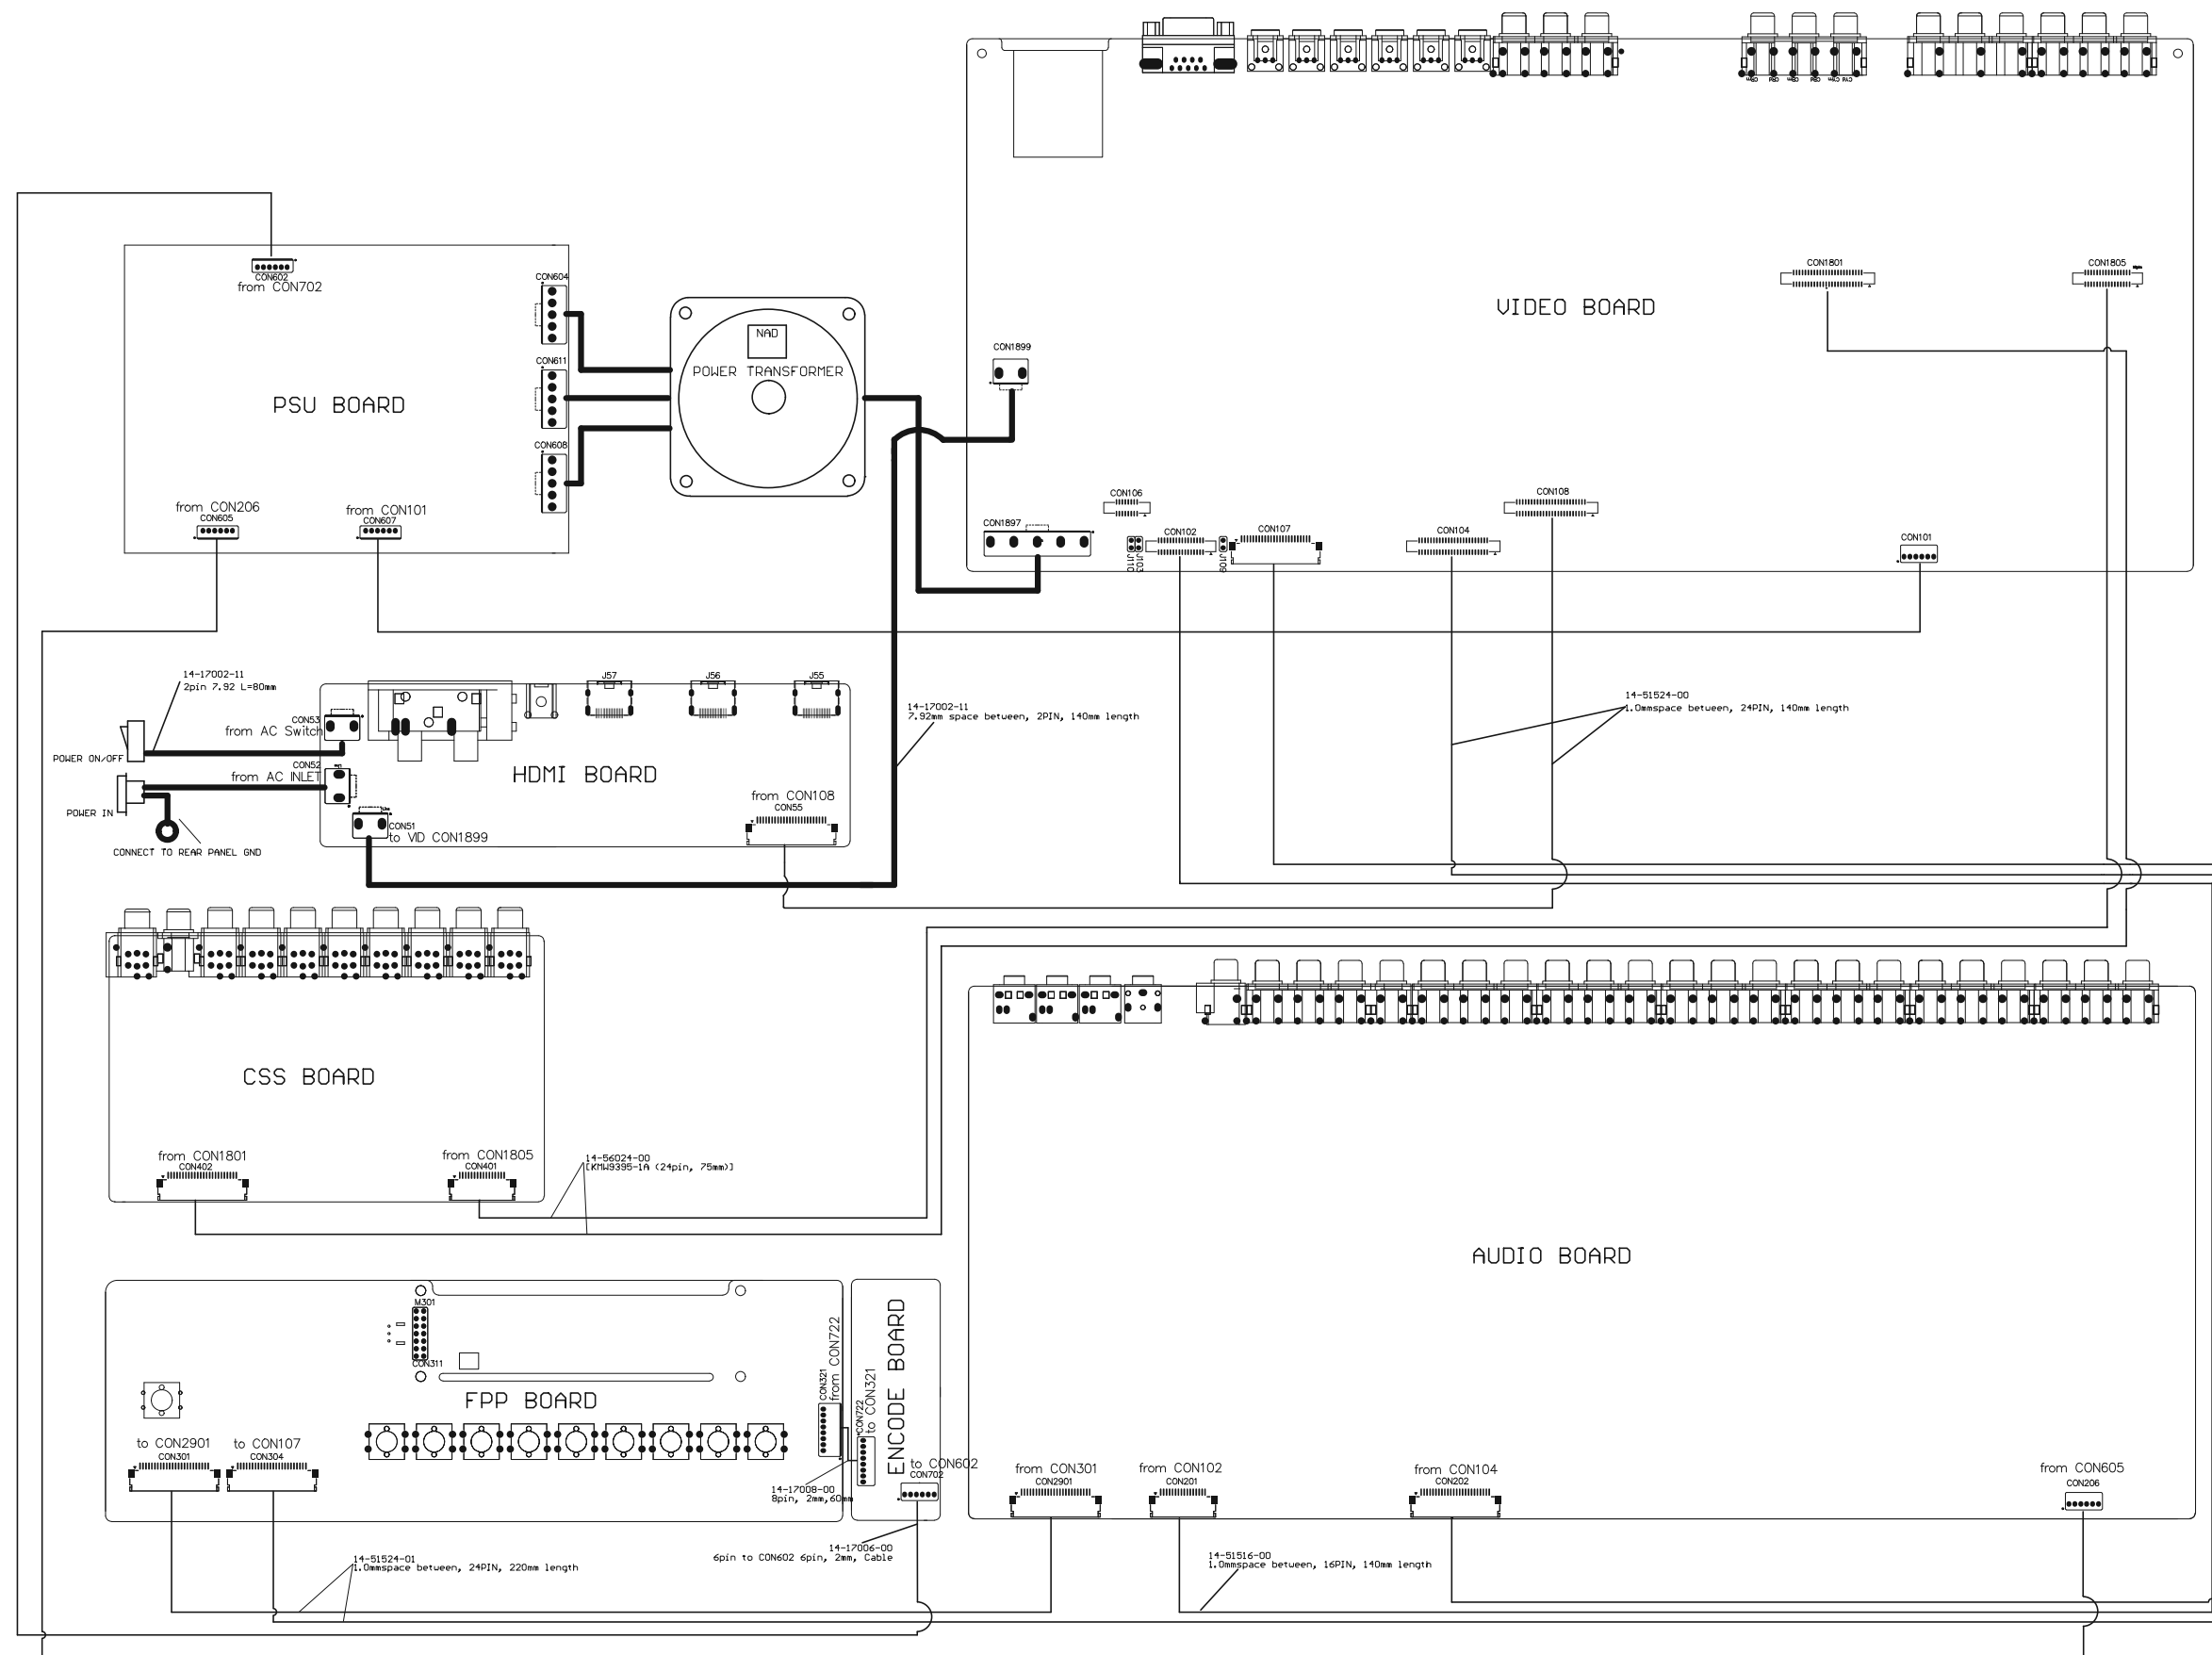 CON602
from CON702
CON604
CON611
CON608
PSU BOARD
from CON206
CON605
from CON101
CON607
NAD
POWER TRANSFORMER
VIDEO BOARD
CON1801
CON1805
CON1899
CON1897
CON106
CON102
J110
J103
J109
CON107
CON104
CON108
CON101
14-17002-11
2pin 7.92 L=80mm
POWER ON/OFF
POWER IN
CONNECT TO REAR PANEL GND
CON53
from AC Switch
CON52
from AC INLET
CON51
to VID CON1899
J57
J56
J55
HDMI BOARD
from CON108
CON55
14-17002-11
7.92mm space between, 2PIN, 140mm length
14-51524-00
1.0mmspace between, 24PIN, 140mm length
CSS BOARD
from CON1801
CON402
from CON1805
CON401
14-56024-00
[KMW9395-1A (24pin, 75mm)]
AUDIO BOARD
M301
CON311
FPP BOARD
to CON2901
CON301
to CON107
CON304
CON321
from CON722
CON722
to CON321
ENCODE BOARD
to CON602
CON702
14-17008-00
8pin, 2mm,60mm
14-17006-00
6pin to CON602 6pin, 2mm, Cable
14-51524-01
1.0mmspace between, 24PIN, 220mm length
from CON301
CON2901
from CON102
CON201
from CON104
CON202
from CON605
CON206
14-51516-00
1.0mmspace between, 16PIN, 140mm length